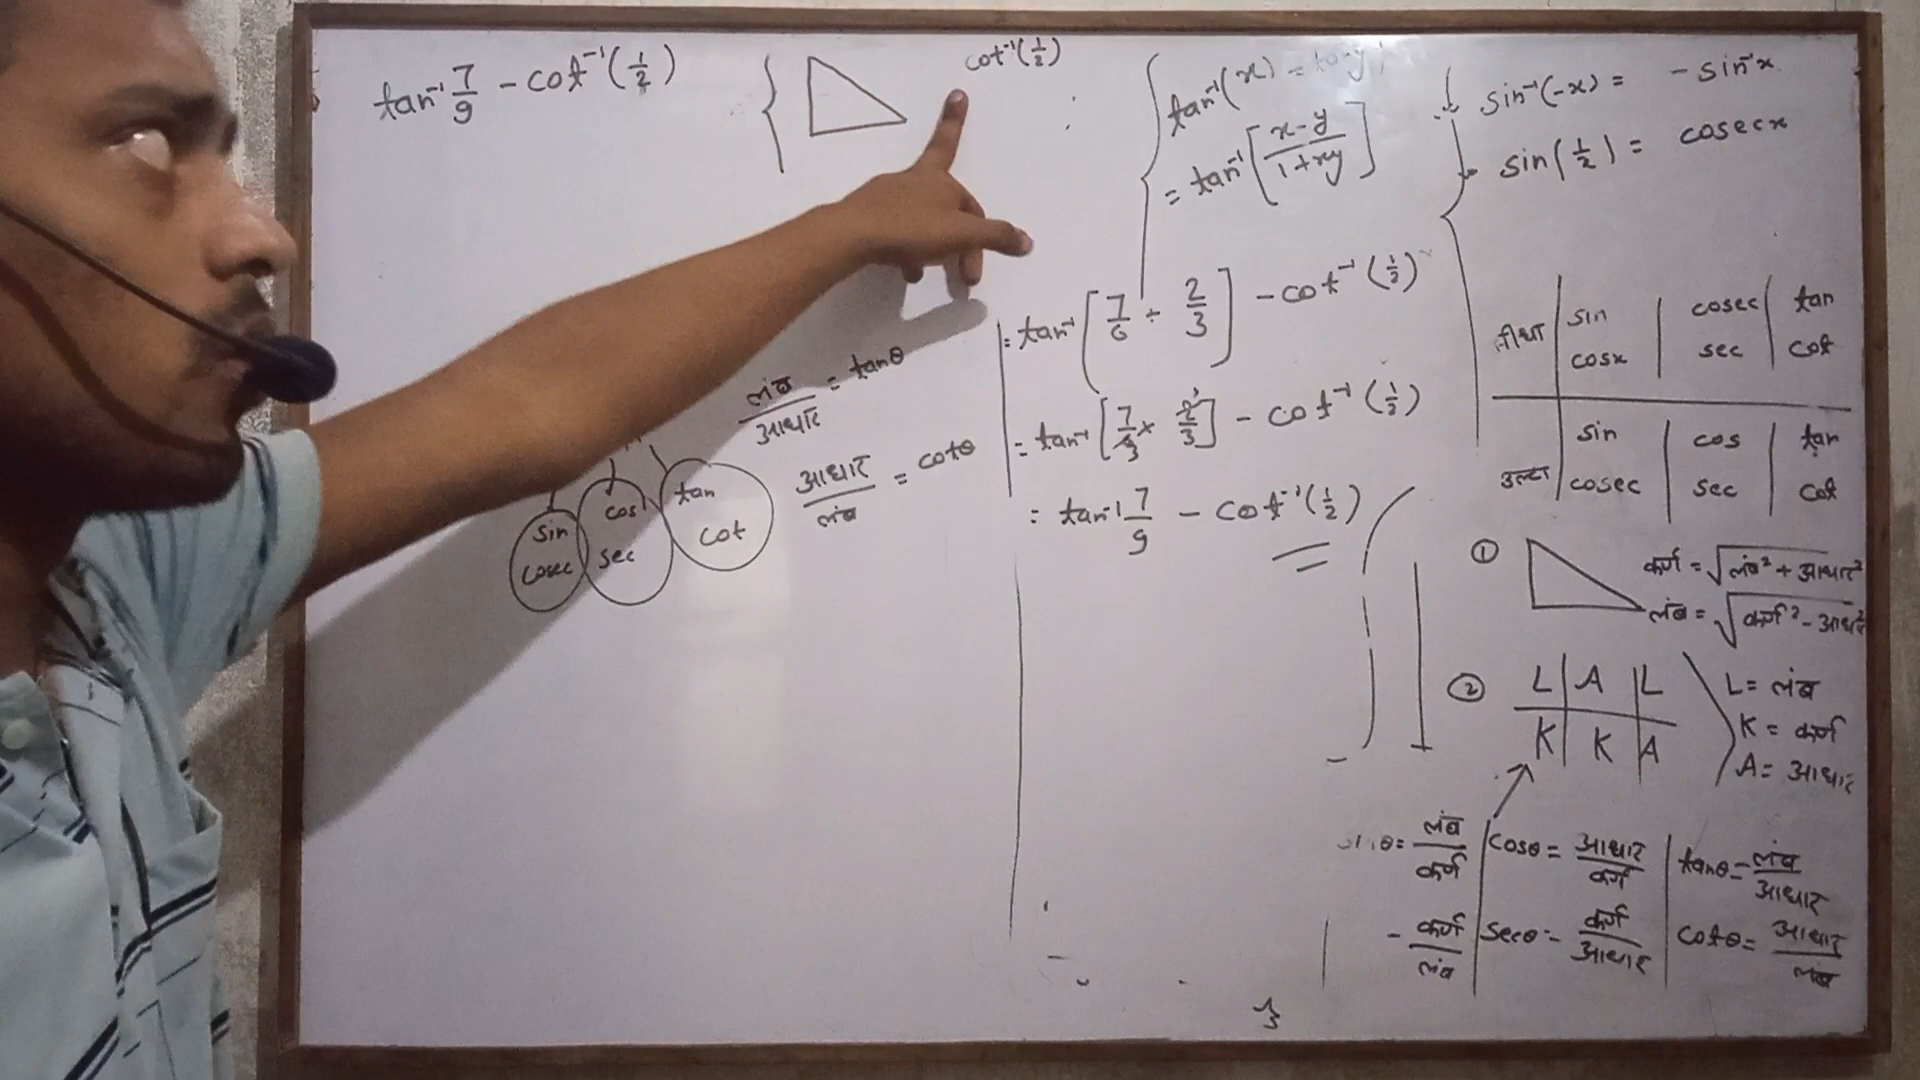 tan⁻¹ 7/9 - cot⁻¹(1/2)
cot⁻¹(1/2)
tan⁻¹(x) - tan⁻¹y
= tan⁻¹[x-y/1+xy]
sin⁻¹(-x) = -sin⁻¹x
sin(1/x) = cosec x
= tan⁻¹[7/6 ÷ 2/3] - cot⁻¹(1/2)
= tan⁻¹[7/3 × 1/3] - cot⁻¹(1/2)
= tan⁻¹ 7/9 - cot⁻¹(1/2)
लंब/आधार = tanθ
आधार/लंब = cotθ
sin cosec
cos sec
tan cot
सीधा | sin | cosec | tan
cosx | sec | cot
उल्टा | sin | cos | tan
cosec | sec | cot
① कर्ण = √लंब² + आधार²
लंब = √कर्ण² - आधार²
② L | A | L
K | K | A
L = लंब
K = कर्ण
A = आधार
θ = लंब/कर्ण | cosθ = आधार/कर्ण | tanθ = लंब/आधार
- कर्ण/लंब | secθ = कर्ण/आधार | cotθ = आधार/लंब